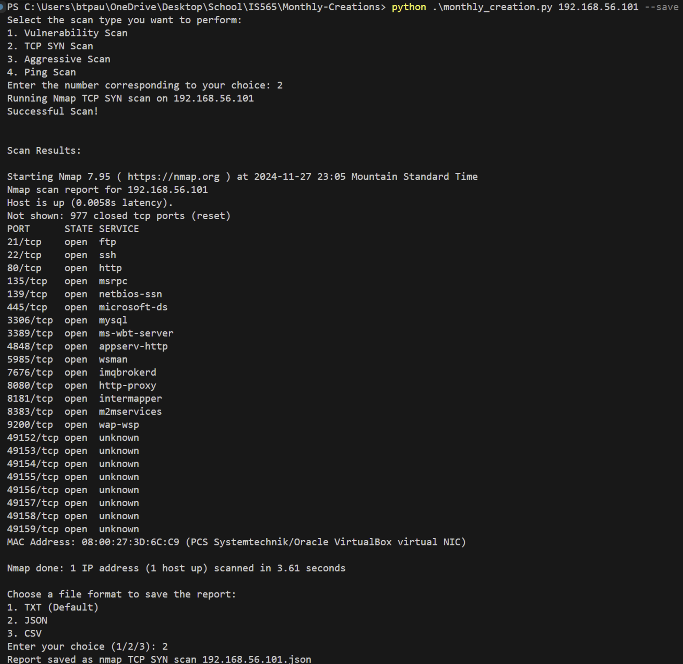 PS C:\Users\btpau\OneDrive\Desktop\School\IS565\Monthly-Creations> python .\monthly_creation.py 192.168.56.101 --save
Select the scan type you want to perform:
1. Vulnerability Scan
2. TCP SYN Scan
3. Aggressive Scan
4. Ping Scan
Enter the number corresponding to your choice: 2
Running Nmap TCP SYN scan on 192.168.56.101
Successful Scan!
Scan Results:
Starting Nmap 7.95 ( https://nmap.org ) at 2024-11-27 23:05 Mountain Standard Time
Nmap scan report for 192.168.56.101
Host is up (0.0058s latency).
Not shown: 977 closed tcp ports (reset)
PORT      STATE SERVICE
21/tcp    open  ftp
22/tcp    open  ssh
80/tcp    open  http
135/tcp   open  msrpc
139/tcp   open  netbios-ssn
445/tcp   open  microsoft-ds
3306/tcp  open  mysql
3389/tcp  open  ms-wbt-server
4848/tcp  open  appserv-http
5985/tcp  open  wsman
7676/tcp  open  imqbrokerd
8080/tcp  open  http-proxy
8181/tcp  open  intermapper
8383/tcp  open  m2mservices
9200/tcp  open  wap-wsp
49152/tcp open  unknown
49153/tcp open  unknown
49154/tcp open  unknown
49155/tcp open  unknown
49156/tcp open  unknown
49157/tcp open  unknown
49158/tcp open  unknown
49159/tcp open  unknown
MAC Address: 08:00:27:3D:6C:C9 (PCS Systemtechnik/Oracle VirtualBox virtual NIC)
Nmap done: 1 IP address (1 host up) scanned in 3.61 seconds
Choose a file format to save the report:
1. TXT (Default)
2. JSON
3. CSV
Enter your choice (1/2/3): 2
Report saved as nmap TCP SYN scan 192.168.56.101.json